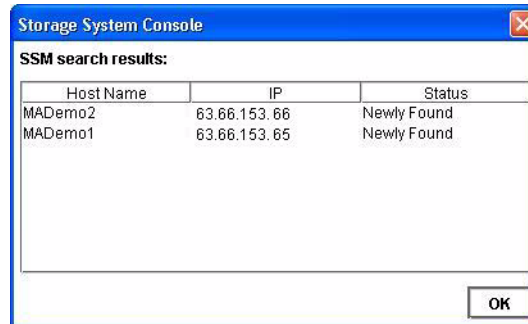 Storage System Console
SSM search results:
Host Name IP Status
MADemo2 63.66.153.66 Newly Found
MADemo1 63.66.153.65 Newly Found
OK